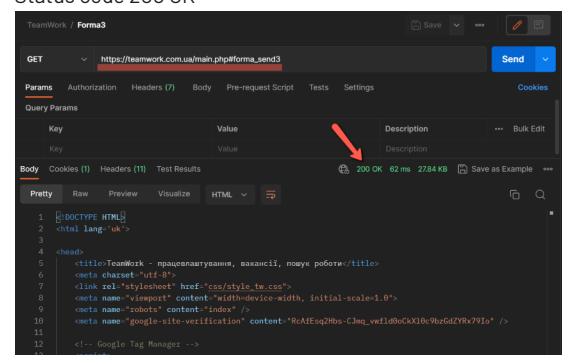 Status code 200 OK
TeamWork / Forma3
Save
GET https://teamwork.com.ua/main.php#forma_send3 Send
Params Authorization Headers (7) Body Pre-request Script Tests Settings Cookies
Query Params
Key Value Description Bulk Edit
Key Value Description
Body Cookies (1) Headers (11) Test Results 200 OK 62 ms 27.84 KB Save as Example
Pretty Raw Preview Visualize HTML
1 <!DOCTYPE HTML>
2 <html lang='uk'>
3
4 <head>
5 <title>TeamWork - працевлаштування, вакансії, пошук роботи</title>
6 <meta charset="utf-8">
7 <link rel="stylesheet" href="css/style_tw.css">
8 <meta name="viewport" content="width=device-width, initial-scale=1.0">
9 <meta name="robots" content="index" />
10 <meta name="google-site-verification" content="RcAfEsq2Hbs-CJmq_vwfld0oCkXl0c9bzGdZYRx79Io" />
11
12 <!-- Google Tag Manager -->